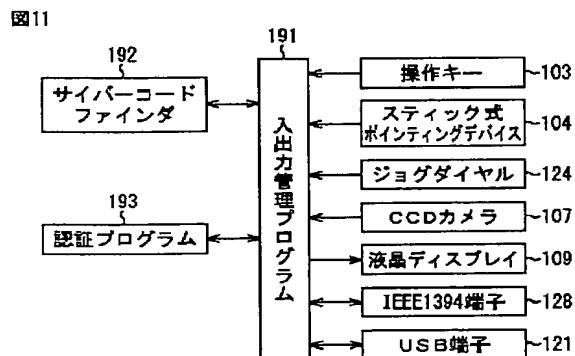 図11
191
192
サイバーコード
ファインダ
193
認証プログラム
入出力管理プログラム
操作キー
103
スティック式
ポインティングデバイス
104
ジョグダイヤル
124
CCDカメラ
107
液晶ディスプレイ
109
IEEE1394端子
128
USB端子
121